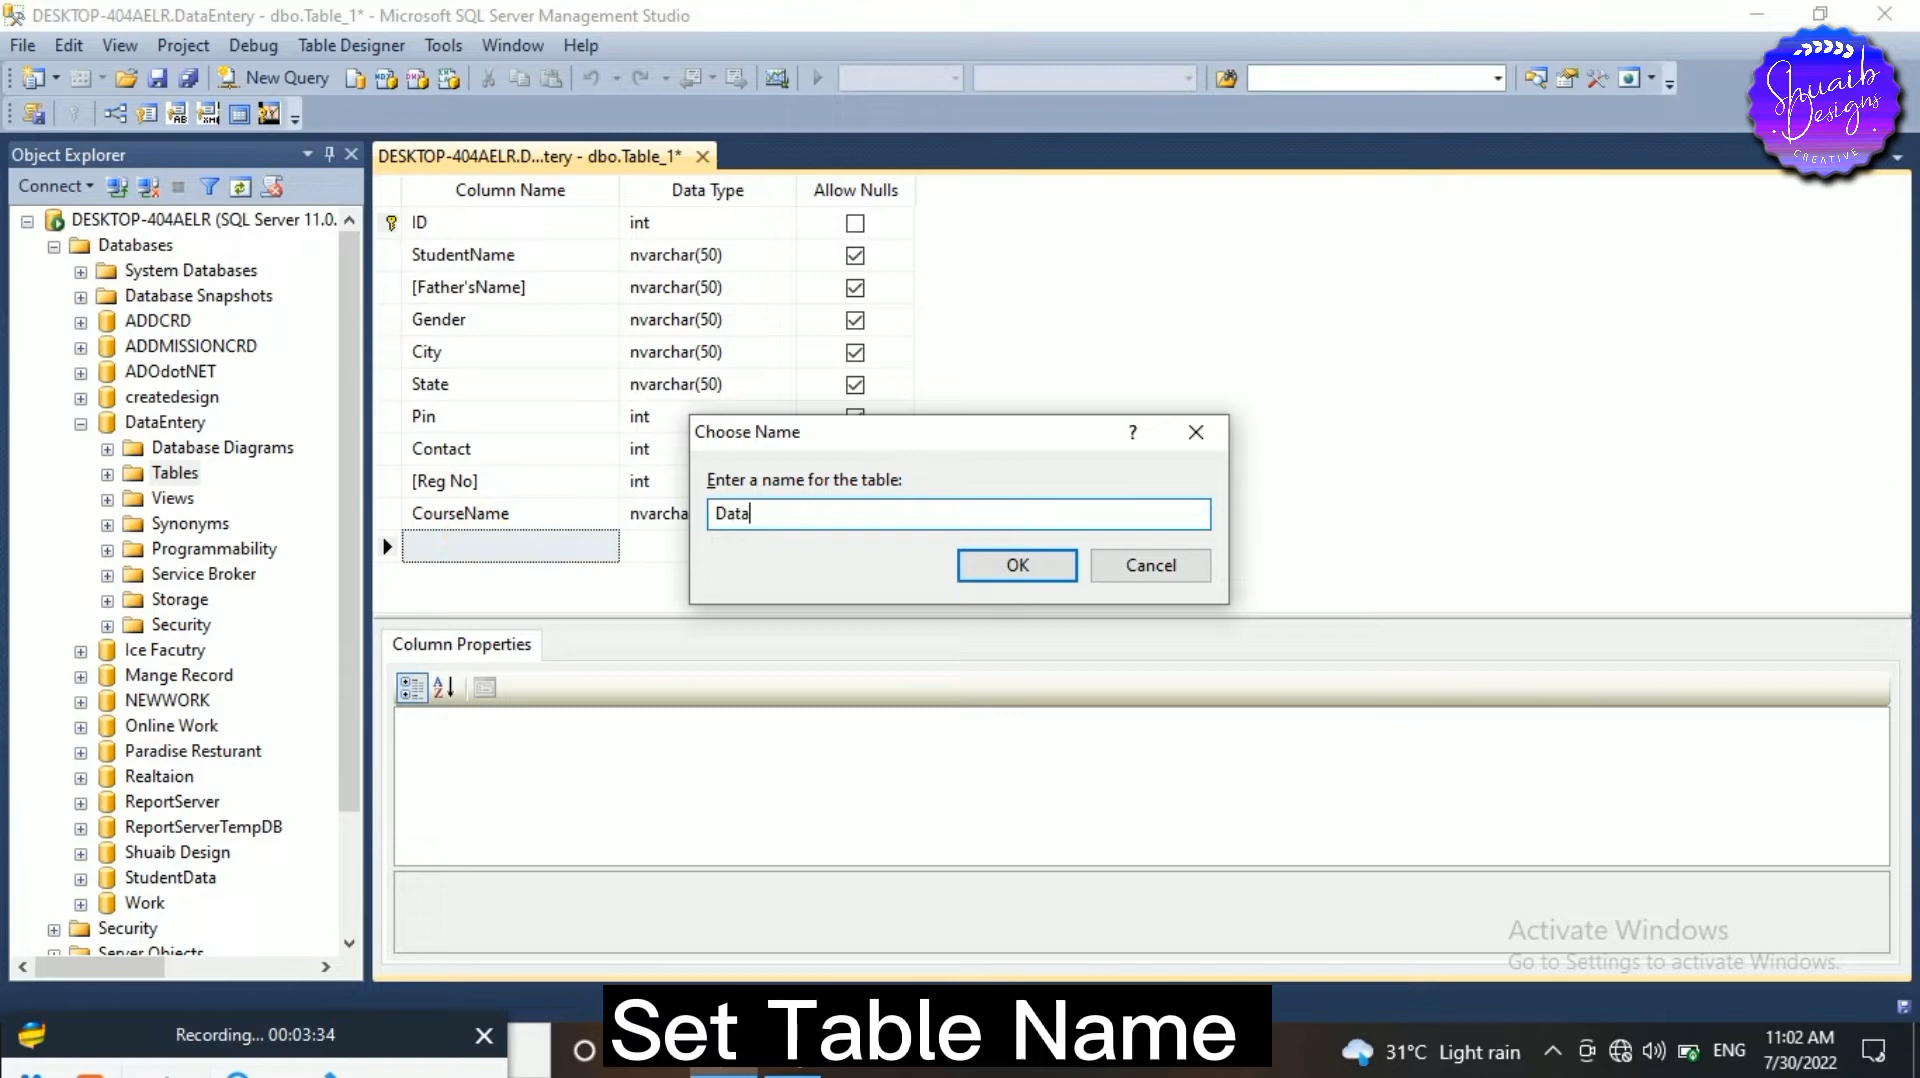 DESKTOP-404AELR.DataEntery - dbo.Table_1* - Microsoft SQL Server Management Studio
File Edit View Project Debug Table Designer Tools Window Help
New Query
Shuaib
Designs
CREATIVE
Object Explorer
Connect
DESKTOP-404AELR (SQL Server 11.0.
Databases
System Databases
Database Snapshots
ADDCRD
ADDMISSIONCRD
ADOdotNET
createdesign
DataEntery
Database Diagrams
Tables
Views
Synonyms
Programmability
Service Broker
Storage
Security
Ice Facutry
Mange Record
NEWWORK
Online Work
Paradise Resturant
Realtaion
ReportServer
ReportServerTempDB
Shuaib Design
StudentData
Work
Security
Server Objects
DESKTOP-404AELR.D...tery - dbo.Table_1*
Column Name Data Type Allow Nulls
ID int
StudentName nvarchar(50)
[Father'sName] nvarchar(50)
Gender nvarchar(50)
City nvarchar(50)
State nvarchar(50)
Pin int
Contact int
[Reg No] int
CourseName nvarcha
Choose Name
?
Enter a name for the table:
Data
OK Cancel
Column Properties
Activate Windows
Go to Settings to activate Windows.
Recording... 00:03:34
Set Table Name
31°C Light rain
ENG
11:02 AM
7/30/2022